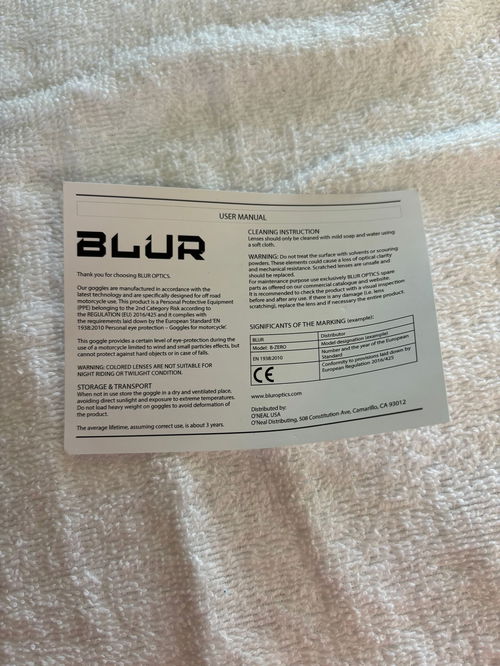 USER MANUAL
BLUR
Thank you for choosing BLUR OPTICS.
Our goggles are manufactured in accordance with the
latest technology and are specifically designed for off road
motorcycle use. This product is a Personal Protective Equipment
(PPE) belonging to the 2nd Category Risk according to
the REGULATION (EU) 2016/425 and it complies with
the requirements laid down by the European Standard 'EN
1938:2010 Personal eye protection – Goggles for motorcycle'.
This goggle provides a certain level of eye-protection during the
use of a motorcycle limited to wind and small particles effects, but
cannot protect against hard objects or in case of falls.
WARNING: COLORED LENSES ARE NOT SUITABLE FOR
NIGHT RIDING OR TWILIGHT CONDITION.
STORAGE & TRANSPORT
When not in use store the goggle in a dry and ventilated place,
avoiding direct sunlight and exposure to extreme temperatures.
Do not load heavy weight on goggles to avoid deformation of
the product.
The average lifetime, assuming correct use, is about 3 years.
CLEANING INSTRUCTION
Lenses should only be cleaned with mild soap and water using
a soft cloth.
WARNING: Do not treat the surface with solvents or scouring
powders. These elements could cause a loss of optical clarity
and mechanical resistance. Scratched lenses are unsafe and
should be replaced.
For maintenance purpose use exclusively BLUR OPTICS spare
parts as offered on our commercial catalogue and website.
It is recommended to check the product with a visual inspection
before and after any use. If there is any damage (i.e. lens
scratching), replace the lens and if necessary the entire product.
SIGNIFICANTS OF THE MARKING (example):
BLUR Distributor
Model: B-ZERO Model designation (example)
EN 1938:2010 Number and the year of the European
Standard
CE Conformity to provisions laid down by
European Regulation 2016/425
www.bluroptics.com
Distributed by:
O'NEAL USA
O'Neal Distributing, 508 Constitution Ave, Camarillo, CA 93012